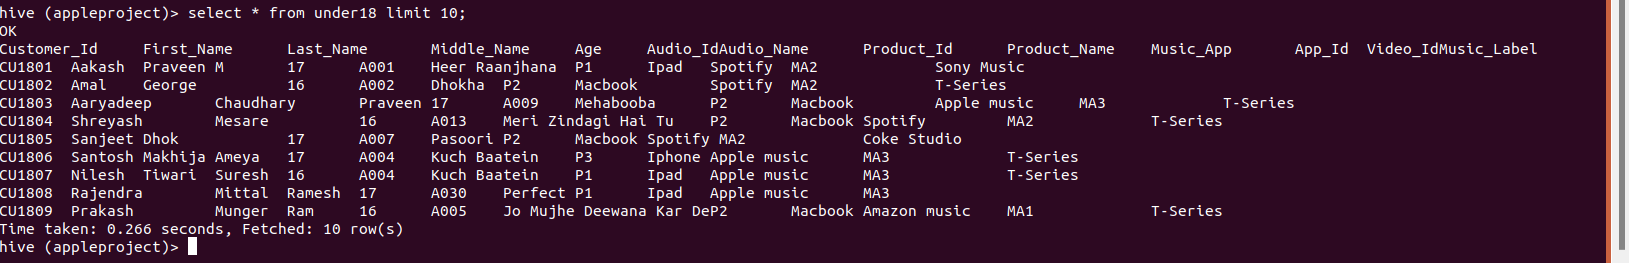 hive (appleproject)> select * from under18 limit 10;
OK
Customer_Id First_Name Last_Name Middle_Name Age Audio_IdAudio_Name Product_Id Product_Name Music_App App_Id Video_IdMusic_Label
CU1801 Aakash Praveen M 17 A001 Heer Raanjhana P1 Ipad Spotify MA2 Sony Music
CU1802 Amal George 16 A002 Dhokha P2 Macbook Spotify MA2 T-Series
CU1803 Aaryadeep Chaudhary Praveen 17 A009 Mehabooba P2 Macbook Apple music MA3 T-Series
CU1804 Shreyash Mesare 16 A013 Meri Zindagi Hai Tu P2 Macbook Spotify MA2 T-Series
CU1805 Sanjeet Dhok 17 A007 Pasoori P2 Macbook Spotify MA2 Coke Studio
CU1806 Santosh Makhija Ameya 17 A004 Kuch Baatein P3 Iphone Apple music MA3 T-Series
CU1807 Nilesh Tiwari Suresh 16 A004 Kuch Baatein P1 Ipad Apple music MA3 T-Series
CU1808 Rajendra Mittal Ramesh 17 A030 Perfect P1 Ipad Apple music MA3
CU1809 Prakash Munger Ram 16 A005 Jo Mujhe Deewana Kar DeP2 Macbook Amazon music MA1 T-Series
Time taken: 0.266 seconds, Fetched: 10 row(s)
hive (appleproject)>